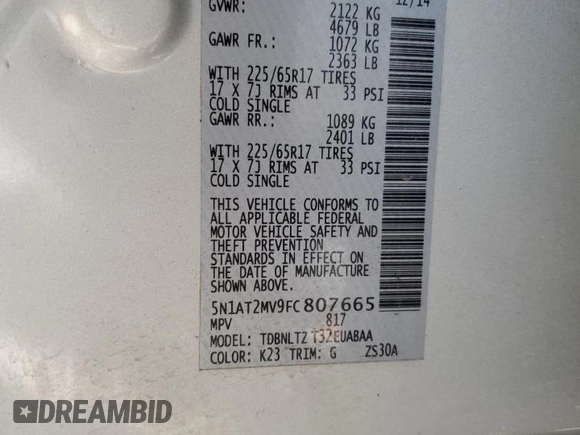 GVWR: 2122 KG
4679 LB
GAWR FR.: 1072 KG
2363 LB
WITH 225/65R17 TIRES
17 X 7J RIMS AT 33 PSI
COLD SINGLE
GAWR RR.: 1089 KG
2401 LB
WITH 225/65R17 TIRES
17 X 7J RIMS AT 33 PSI
COLD SINGLE
THIS VEHICLE CONFORMS TO
ALL APPLICABLE FEDERAL
MOTOR VEHICLE SAFETY AND
THEFT PREVENTION
STANDARDS IN EFFECT ON
THE DATE OF MANUFACTURE
SHOWN ABOVE.
5N1AT2MV9FC807665
MPV 817
MODEL: TDBNLTZ T32EUABAA
COLOR: K23 TRIM: G ZS30A
DREAMBID